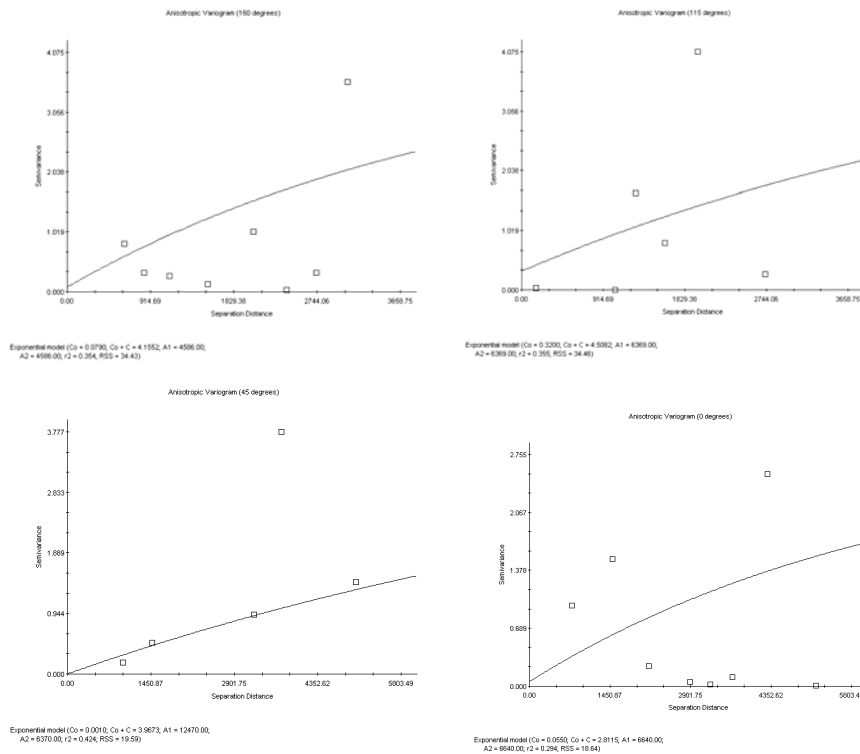 Anisotropic Variogram (160 degrees)
4.075
3.056
2.038
1.019
0.000
Semivariance
0.00 914.69 1829.38 2744.06 3658.75
Separation Distance
Exponential model (Co = 0.0790; Co + C = 4.1552; A1 = 4586.00;
A2 = 4586.00; r2 = 0.354; RSS = 34.43)
Anisotropic Variogram (115 degrees)
4.075
3.056
2.038
1.019
0.000
Semivariance
0.00 914.69 1829.38 2744.06 3658.75
Separation Distance
Exponential model (Co = 0.3200; Co + C = 4.5082; A1 = 6369.00;
A2 = 6369.00; r2 = 0.355; RSS = 34.46)
Anisotropic Variogram (45 degrees)
3.777
2.833
1.889
0.944
0.000
Semivariance
0.00 1450.87 2901.75 4352.62 5803.49
Separation Distance
Exponential model (Co = 0.0010; Co + C = 3.9673; A1 = 12470.00;
A2 = 6370.00; r2 = 0.424; RSS = 19.59)
Anisotropic Variogram (0 degrees)
2.755
2.067
1.378
0.689
0.000
Semivariance
0.00 1450.87 2901.75 4352.62 5803.4
Separation Distance
Exponential model (Co = 0.0550; Co + C = 2.8115; A1 = 6640.00;
A2 = 6640.00; r2 = 0.294; RSS = 18.64)